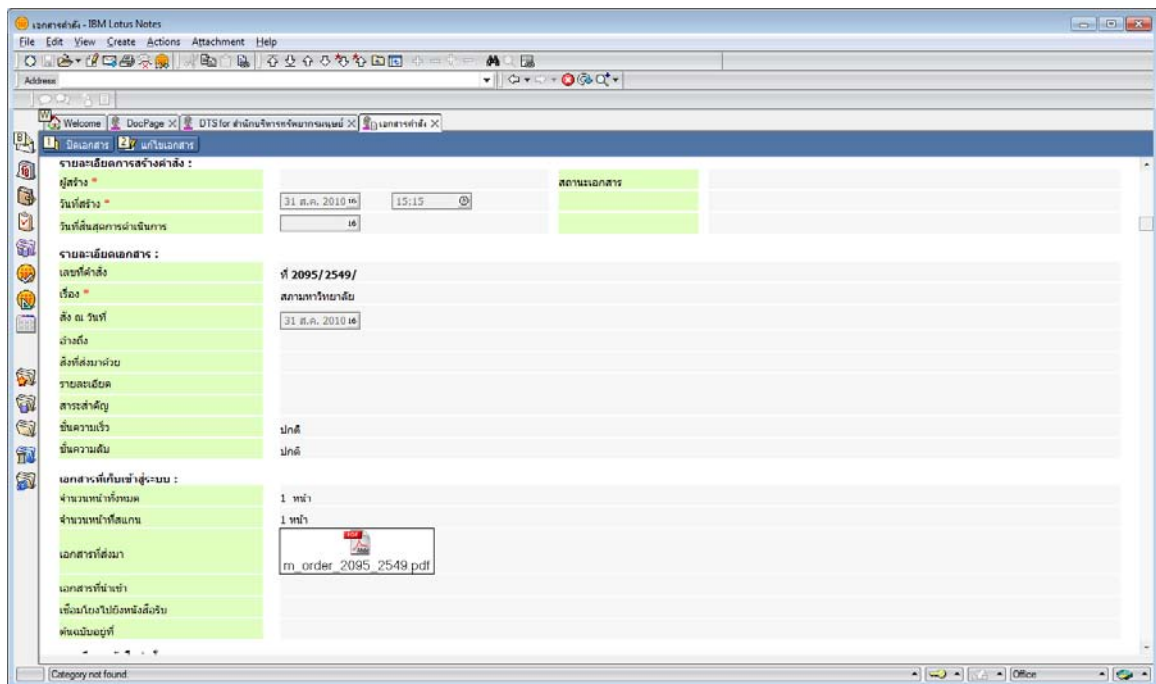 เอกสารคำสั่ง - IBM Lotus Notes
File Edit View Create Actions Attachment Help
Address
Welcome DocPage DTS for สำนักบริหารทรัพยากรมนุษย์ เอกสารคำสั่ง
1 ปิดเอกสาร 2 แก้ไขเอกสาร
รายละเอียดการสร้างคำสั่ง :
ผู้สร้าง * สถานะเอกสาร
วันที่สร้าง * 31 ส.ค. 2010 16 15:15
วันที่สิ้นสุดการดำเนินการ 16
รายละเอียดเอกสาร :
เลขที่คำสั่ง ที่ 2095/2549/
เรื่อง * สภามหาวิทยาลัย
สั่ง ณ วันที่ 31 ส.ค. 2010 16
อ้างถึง
สิ่งที่ส่งมาด้วย
รายละเอียด
สาระสำคัญ
ชั้นความเร็ว ปกติ
ชั้นความลับ ปกติ
เอกสารที่เก็บเข้าสู่ระบบ :
จำนวนหน้าทั้งหมด 1 หน้า
จำนวนหน้าที่สแกน 1 หน้า
เอกสารที่ส่งมา m_order_2095_2549.pdf
เอกสารที่นำเข้า
เชื่อมโยงไปยังหนังสือรับ
ต้นฉบับอยู่ที่
Category not found. Office